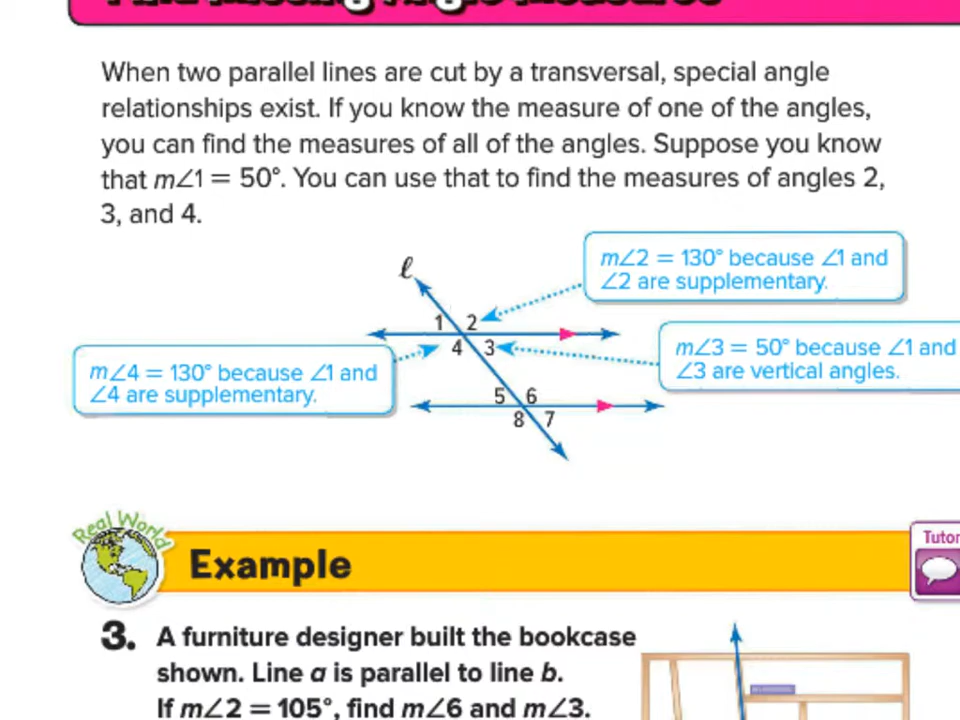 Find Missing Angle Measures
When two parallel lines are cut by a transversal, special angle
relationships exist. If you know the measure of one of the angles,
you can find the measures of all of the angles. Suppose you know
that m∠1 = 50°. You can use that to find the measures of angles 2,
3, and 4.
ℓ
m∠2 = 130° because ∠1 and
∠2 are supplementary.
1 2
4 3
m∠3 = 50° because ∠1 and
∠3 are vertical angles.
m∠4 = 130° because ∠1 and
∠4 are supplementary.
5 6
8 7
Real World
Example
Tutor
3. A furniture designer built the bookcase
shown. Line a is parallel to line b.
If m∠2 = 105°, find m∠6 and m∠3.